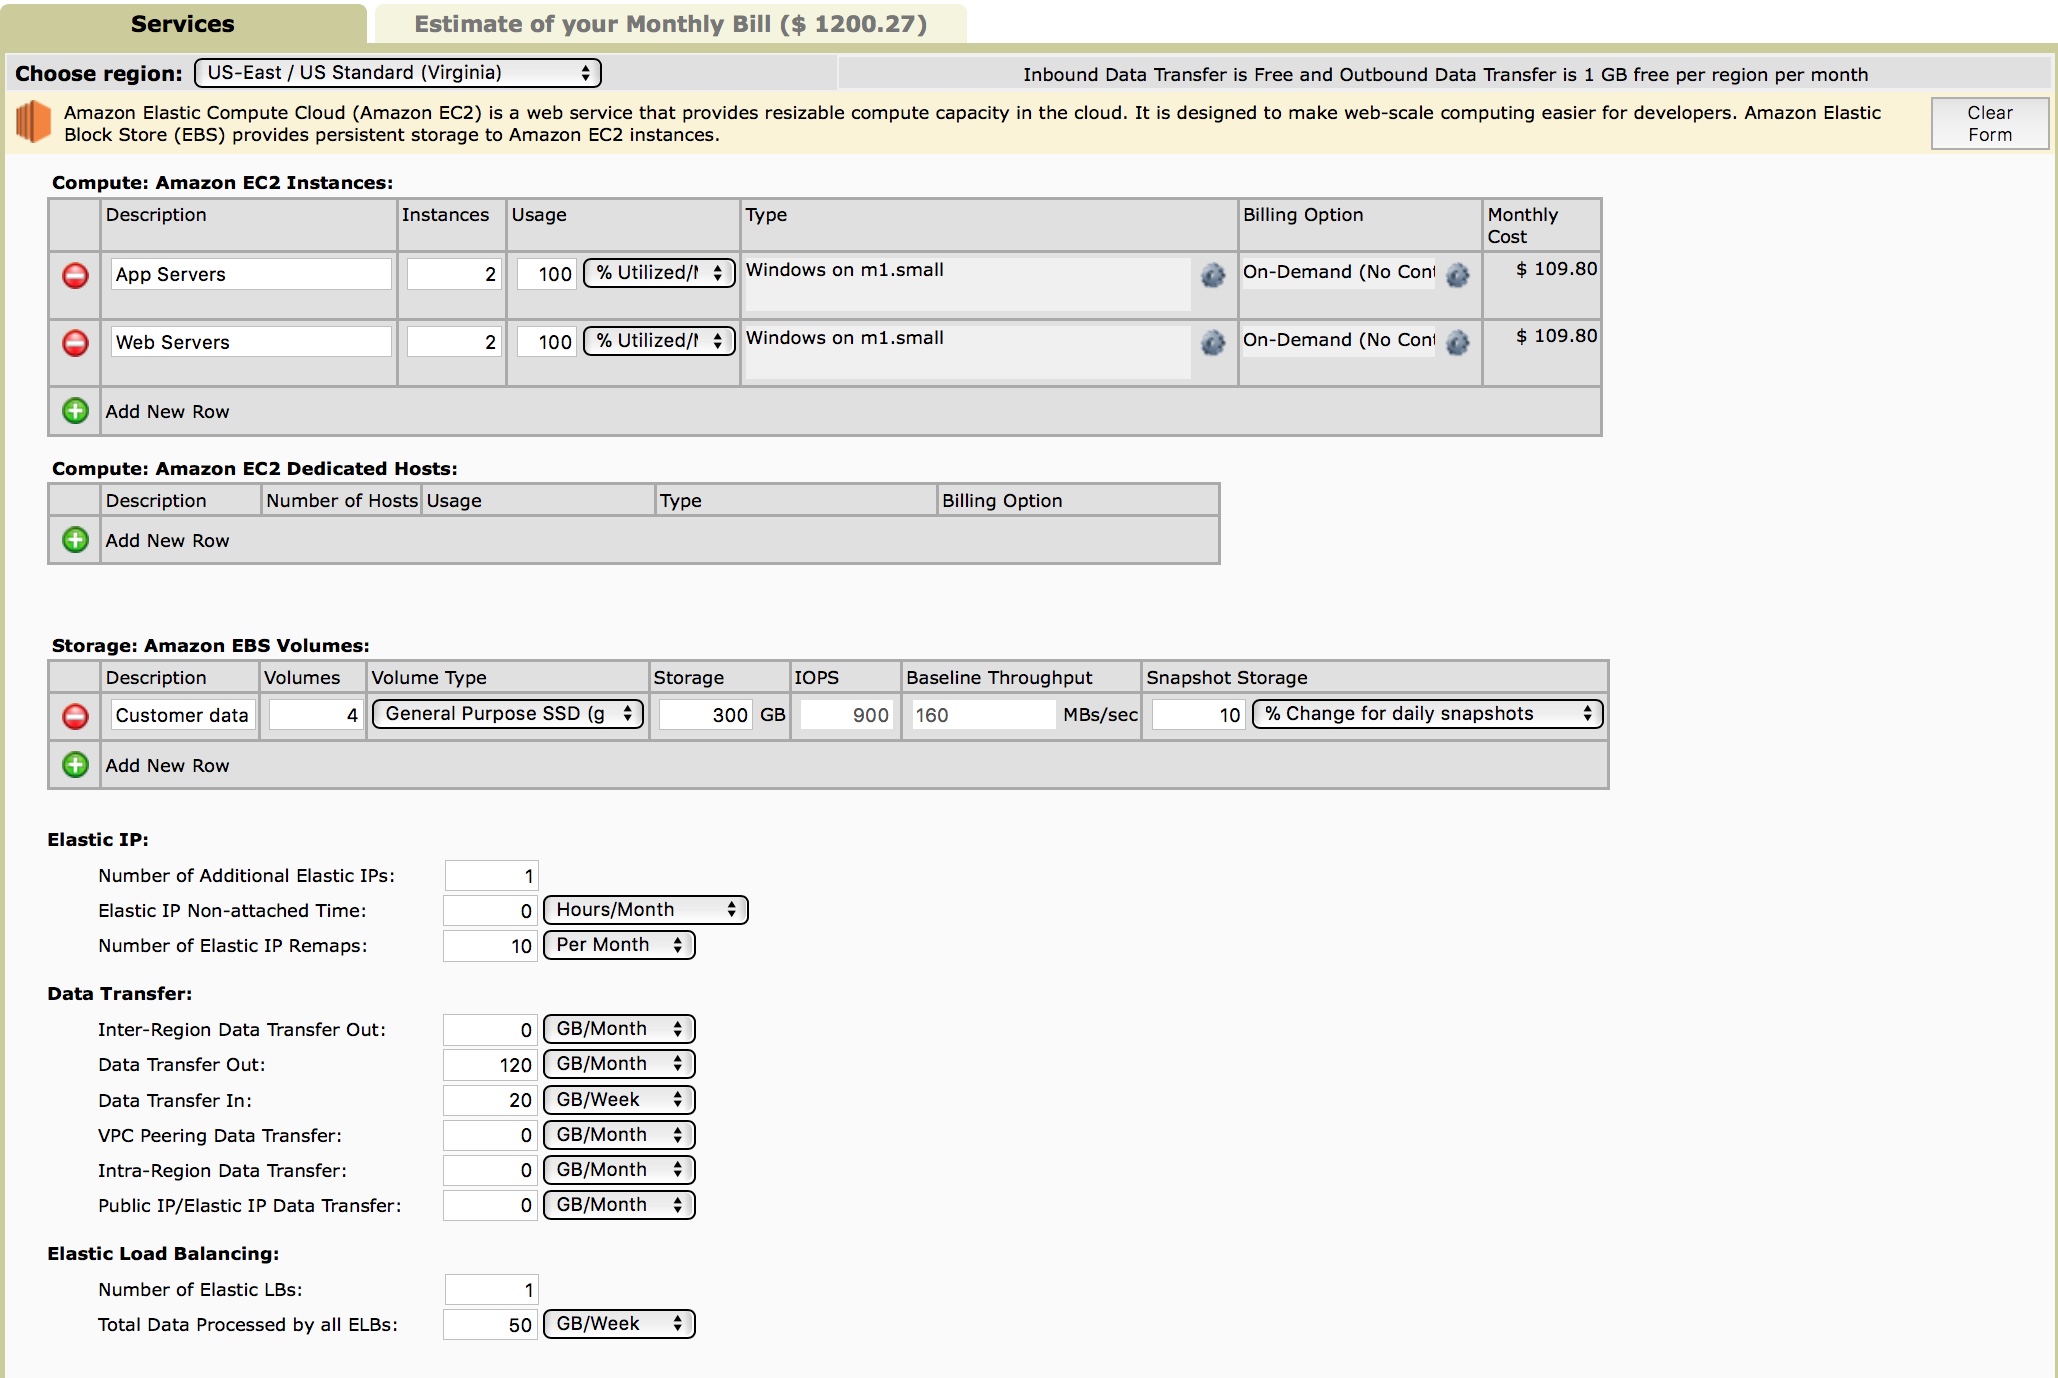 Services
Estimate of your Monthly Bill ($ 1200.27)
Choose region: US-East / US Standard (Virginia)
Inbound Data Transfer is Free and Outbound Data Transfer is 1 GB free per region per month
Amazon Elastic Compute Cloud (Amazon EC2) is a web service that provides resizable compute capacity in the cloud. It is designed to make web-scale computing easier for developers. Amazon Elastic
Block Store (EBS) provides persistent storage to Amazon EC2 instances.
Clear
Form
Compute: Amazon EC2 Instances:
Description Instances Usage Type Billing Option Monthly
Cost
App Servers 2 100 % Utilized/M Windows on m1.small On-Demand (No Cont $ 109.80
Web Servers 2 100 % Utilized/M Windows on m1.small On-Demand (No Cont $ 109.80
Add New Row
Compute: Amazon EC2 Dedicated Hosts:
Description Number of Hosts Usage Type Billing Option
Add New Row
Storage: Amazon EBS Volumes:
Description Volumes Volume Type Storage IOPS Baseline Throughput Snapshot Storage
Customer data 4 General Purpose SSD (g 300 GB 900 160 MBs/sec 10 % Change for daily snapshots
Add New Row
Elastic IP:
Number of Additional Elastic IPs: 1
Elastic IP Non-attached Time: 0 Hours/Month
Number of Elastic IP Remaps: 10 Per Month
Data Transfer:
Inter-Region Data Transfer Out: 0 GB/Month
Data Transfer Out: 120 GB/Month
Data Transfer In: 20 GB/Week
VPC Peering Data Transfer: 0 GB/Month
Intra-Region Data Transfer: 0 GB/Month
Public IP/Elastic IP Data Transfer: 0 GB/Month
Elastic Load Balancing:
Number of Elastic LBs: 1
Total Data Processed by all ELBs: 50 GB/Week